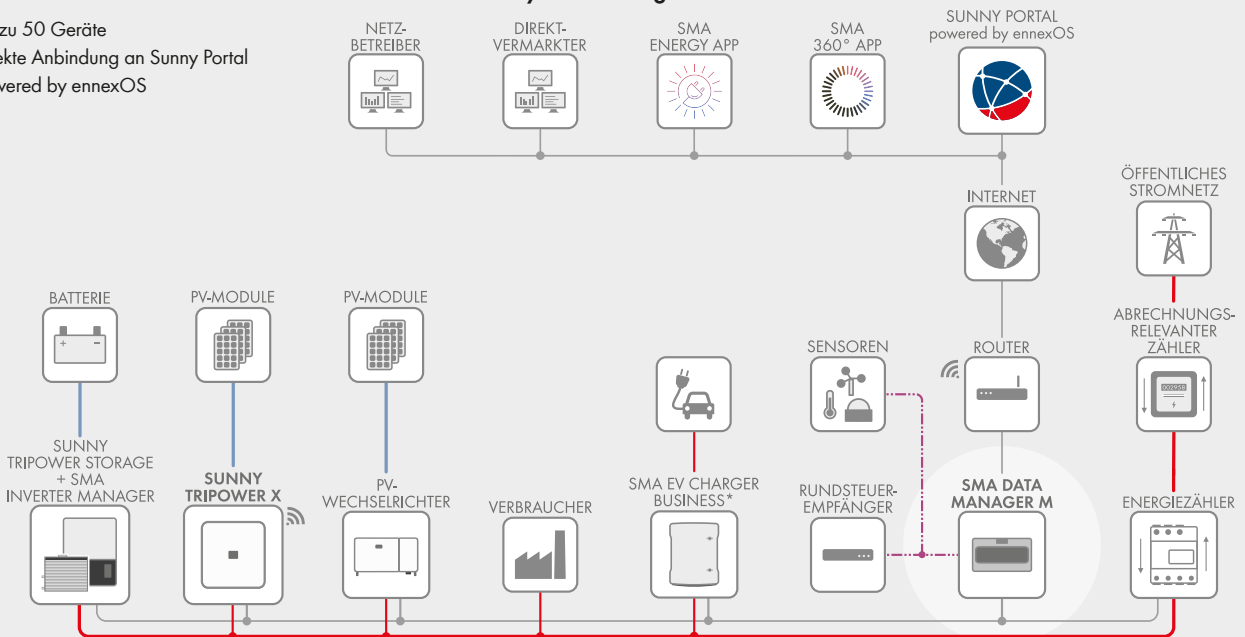 zu 50 Geräte
ekte Anbindung an Sunny Portal
wered by ennexOS
NETZ-
BETREIBER
DIREKT-
VERMARKTER
SMA
ENERGY APP
SMA
360° APP
SUNNY PORTAL
powered by ennexOS
INTERNET
ÖFFENTLICHES
STROMNETZ
BATTERIE
PV-MODULE
PV-MODULE
SENSOREN
ROUTER
ABRECHNUNGS-
RELEVANTER
ZÄHLER
SUNNY
TRIPOWER STORAGE
+ SMA
INVERTER MANAGER
SUNNY
TRIPOWER X
PV-
WECHSELRICHTER
VERBRAUCHER
SMA EV CHARGER
BUSINESS*
RUNDSTEUER-
EMPFÄNGER
SMA DATA
MANAGER M
ENERGIEZÄHLER